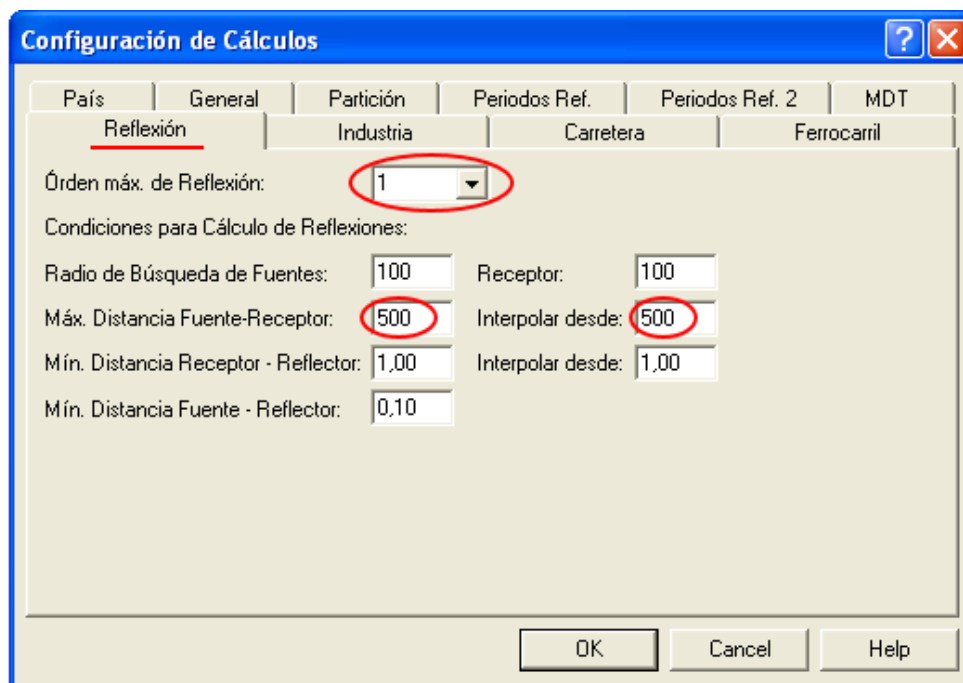 Configuración de Cálculos
País General Partición Periodos Ref. Periodos Ref. 2 MDT
Reflexión Industria Carretera Ferrocarril
Órden máx. de Reflexión: 1
Condiciones para Cálculo de Reflexiones:
Radio de Búsqueda de Fuentes: 100 Receptor: 100
Máx. Distancia Fuente-Receptor: 500 Interpolar desde: 500
Mín. Distancia Receptor - Reflector: 1,00 Interpolar desde: 1,00
Mín. Distancia Fuente - Reflector: 0,10
OK Cancel Help